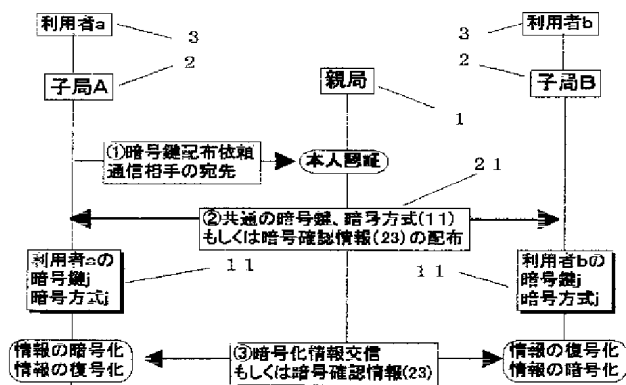 利用者a
3
3
利用者b
子局A
2
親局
2
子局B
1
①暗号鍵配布依頼
通信相手の宛先
本人認証
21
②共通の暗号鍵、暗号方式(11)
もしくは暗号確認情報(23)の配布
利用者aの
暗号鍵j
暗号方式j
11
11
利用者bの
暗号鍵j
暗号方式j
情報の暗号化
情報の復号化
③暗号化情報交信
もしくは暗号確認情報(23)
情報の復号化
情報の暗号化